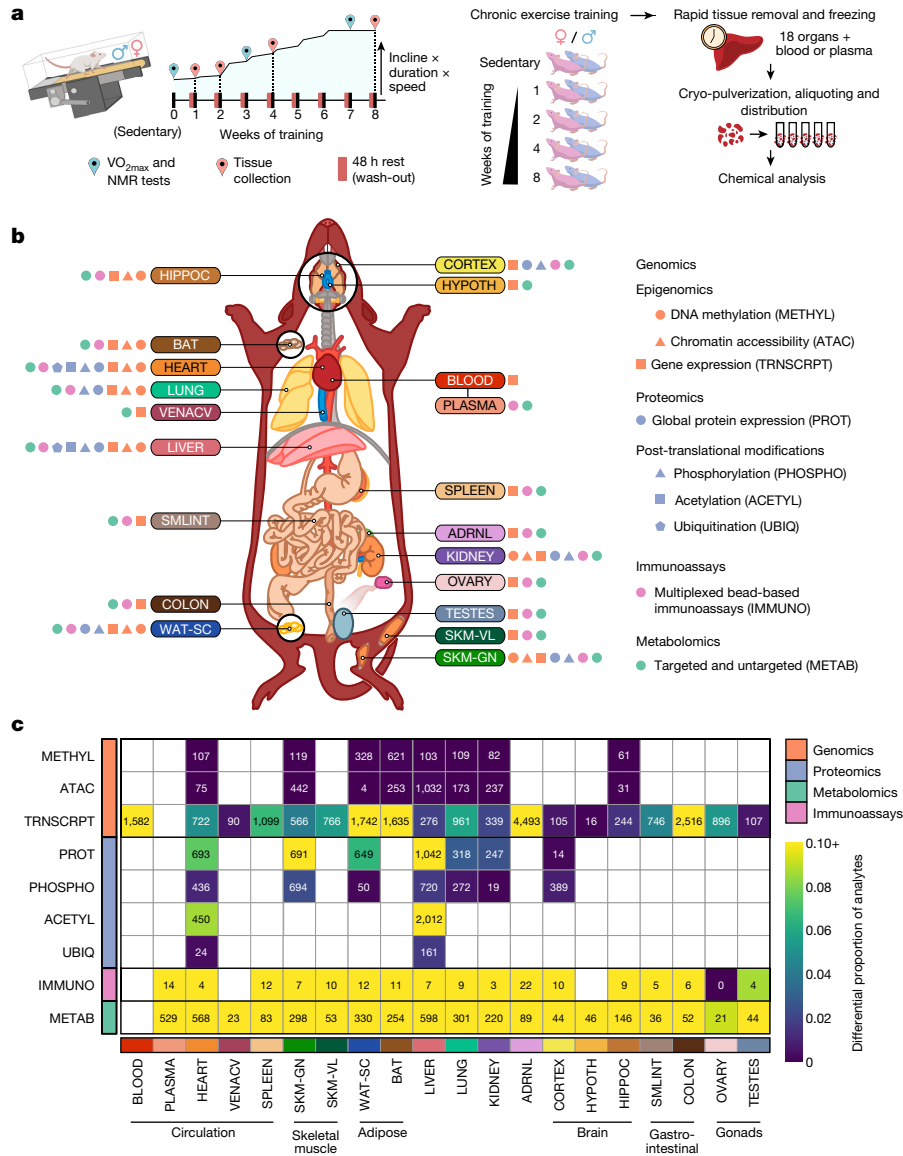 a
Incline ×
duration ×
speed
0 1 2 3 4 5 6 7 8
(Sedentary)
Weeks of training
VO2max and
NMR tests
Tissue
collection
48 h rest
(wash-out)
Chronic exercise training
♀ / ♂
Sedentary
1
2
4
8
Weeks of training
Rapid tissue removal and freezing
18 organs +
blood or plasma
Cryo-pulverization, aliquoting and
distribution
Chemical analysis
b
HIPPOC
BAT
HEART
LUNG
VENACV
LIVER
SMLINT
COLON
WAT-SC
CORTEX
HYPOTH
BLOOD
PLASMA
SPLEEN
ADRNL
KIDNEY
OVARY
TESTES
SKM-VL
SKM-GN
Genomics
Epigenomics
DNA methylation (METHYL)
Chromatin accessibility (ATAC)
Gene expression (TRNSCRPT)
Proteomics
Global protein expression (PROT)
Post-translational modifications
Phosphorylation (PHOSPHO)
Acetylation (ACETYL)
Ubiquitination (UBIQ)
Immunoassays
Multiplexed bead-based
immunoassays (IMMUNO)
Metabolomics
Targeted and untargeted (METAB)
c
METHYL 107 119 328 621 103 109 82 61
ATAC 75 442 4 253 1,032 173 237 31
TRNSCRPT 1,582 722 90 1,099 566 766 1,742 1,635 276 961 339 4,493 105 16 244 746 2,516 896 107
PROT 693 691 649 1,042 318 247 14
PHOSPHO 436 694 50 720 272 19 389
ACETYL 450 2,012
UBIQ 24 161
IMMUNO 14 4 12 7 10 12 11 7 9 3 22 10 9 5 6 0 4
METAB 529 568 23 83 298 53 330 254 598 301 220 89 44 46 146 36 52 21 44
BLOOD PLASMA HEART VENACV SPLEEN SKM-GN SKM-VL WAT-SC BAT LIVER LUNG KIDNEY ADRNL CORTEX HYPOTH HIPPOC SMLINT COLON OVARY TESTES
Circulation
Skeletal
muscle
Adipose
Brain
Gastro-
intestinal
Gonads
Genomics
Proteomics
Metabolomics
Immunoassays
0.10+
0.08
0.06
0.04
0.02
0
Differential proportion of analytes